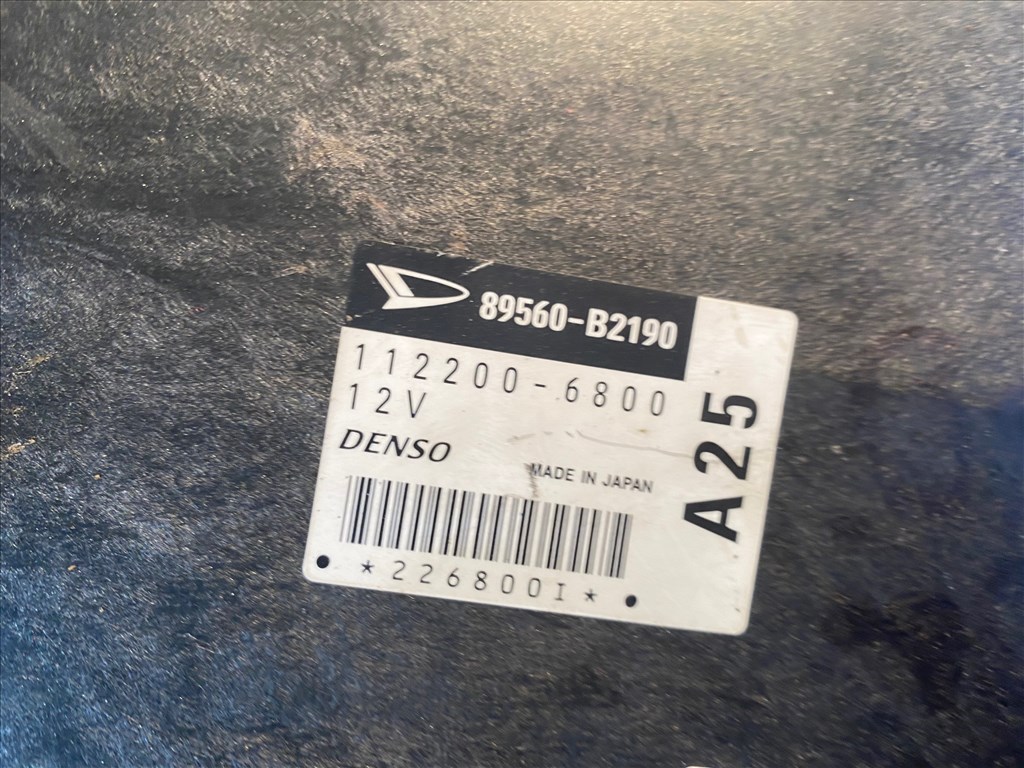 89560-B2190
112200-6800
12V
DENSO
MADE IN JAPAN
*226800I*
A25